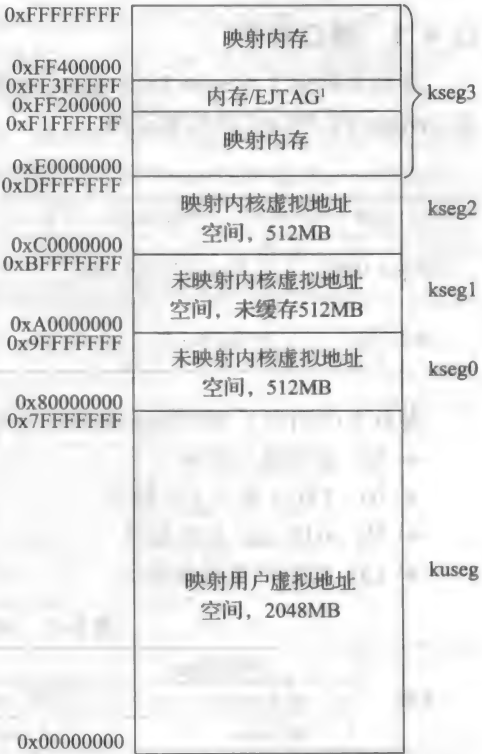 0xFFFFFFFF
映射内存
0xFF400000
0xFF3FFFFF
内存/EJTAG¹
kseg3
0xFF200000
0xF1FFFFFF
映射内存
0xE0000000
0xDFFFFFFF
映射内核虚拟地址
空间，512MB
kseg2
0xC0000000
0xBFFFFFFF
未映射内核虚拟地址
空间，未缓存512MB
kseg1
0xA0000000
0x9FFFFFFF
未映射内核虚拟地址
空间，512MB
kseg0
0x80000000
0x7FFFFFFF
映射用户虚拟地址
空间，2048MB
kuseg
0x00000000